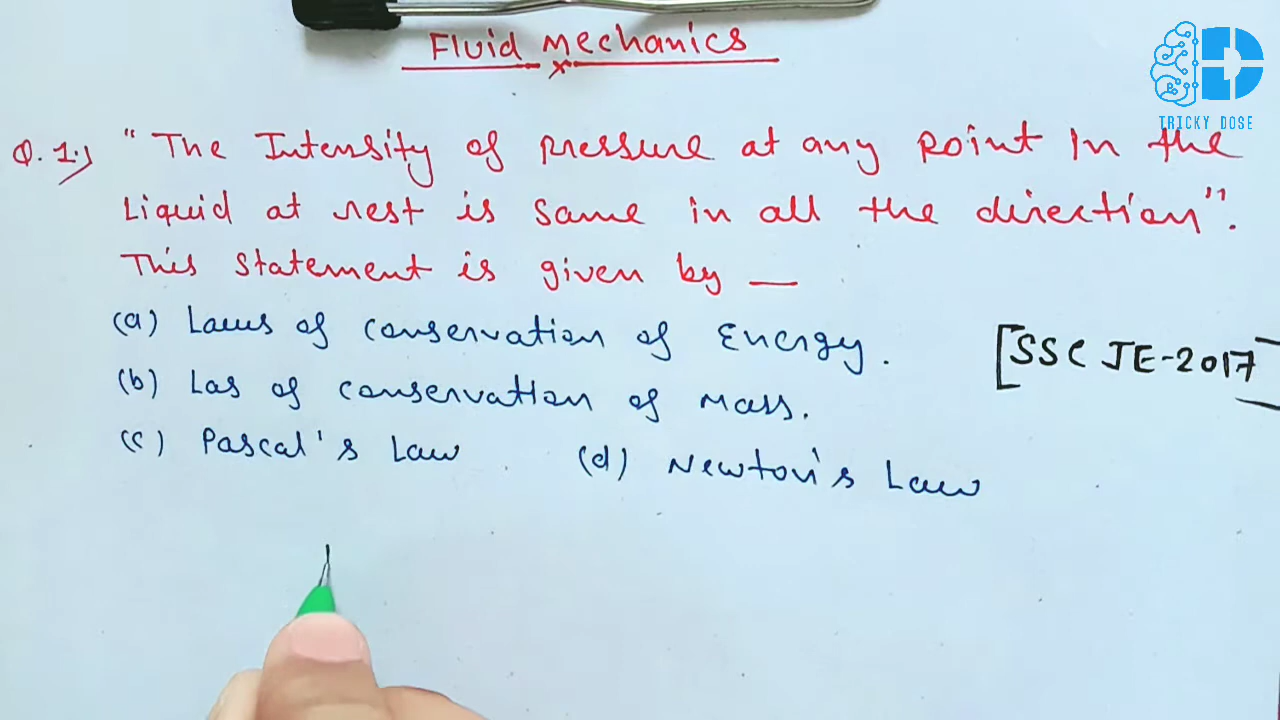 Fluid Mechanics
TRICKY DOSE
Q.1.) "The Intensity of pressure at any point in the
Liquid at rest is same in all the direction".
This statement is given by —
(a) Laws of conservation of Energy.
[SSC JE-2017
(b) Las of conservation of mass.
(c) Pascal's Law (d) Newton's Law